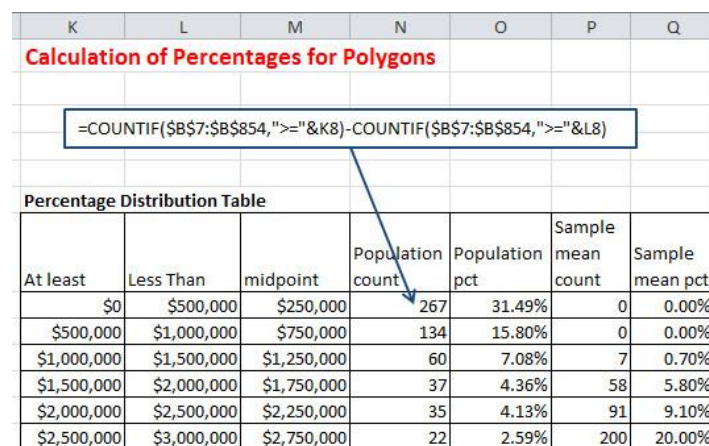 K L M N O P Q
Calculation of Percentages for Polygons
=COUNTIF($B$7:$B$854,">="&K8)-COUNTIF($B$7:$B$854,">="&L8)
Percentage Distribution Table
At least Less Than midpoint Population count Population pct Sample mean count Sample mean pct
$0 $500,000 $250,000 267 31.49% 0 0.00%
$500,000 $1,000,000 $750,000 134 15.80% 0 0.00%
$1,000,000 $1,500,000 $1,250,000 60 7.08% 7 0.70%
$1,500,000 $2,000,000 $1,750,000 37 4.36% 58 5.80%
$2,000,000 $2,500,000 $2,250,000 35 4.13% 91 9.10%
$2,500,000 $3,000,000 $2,750,000 22 2.59% 200 20.00%